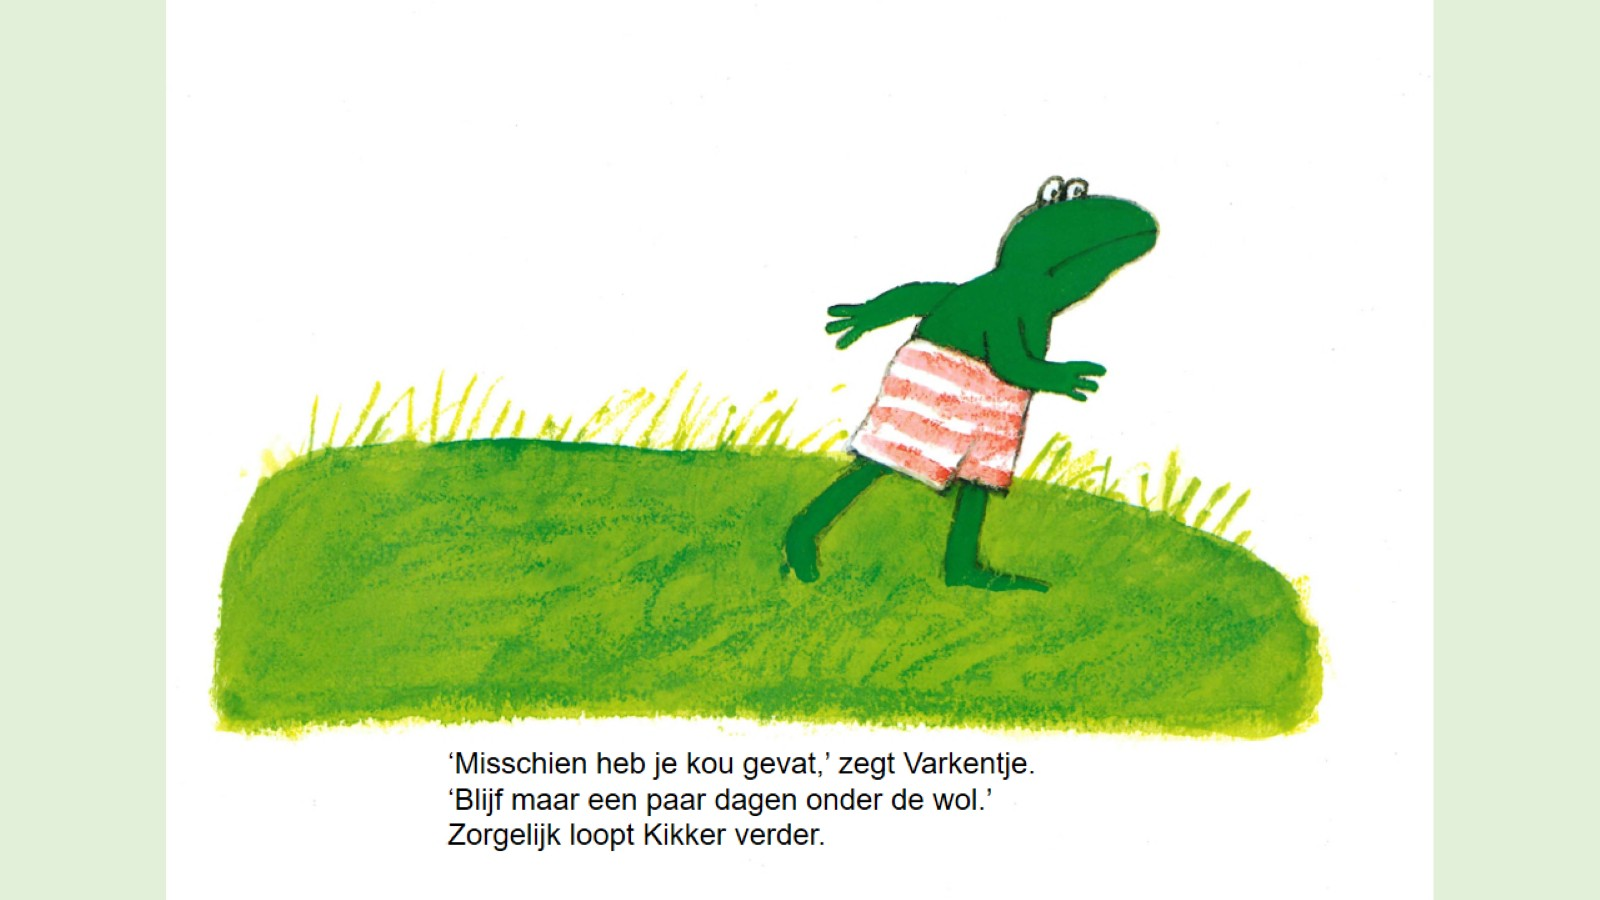 ‘Misschien heb je kou gevat,’ zegt Varkentje.
‘Blijf maar een paar dagen onder de wol.’
Zorgelijk loopt Kikker verder.